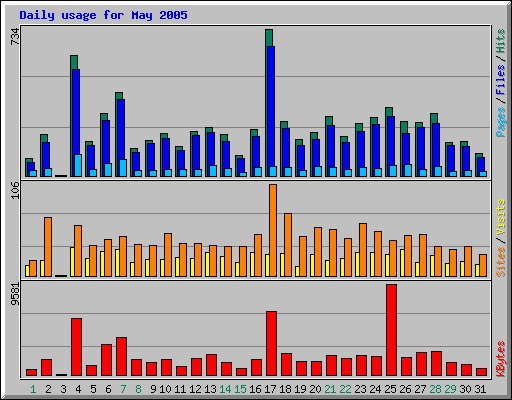 Daily usage for May 2005
734
Pages / Files / Hits
106
Sites / Visits
9581
KBytes
1 2 3 4 5 6 7 8 9 10 11 12 13 14 15 16 17 18 19 20 21 22 23 24 25 26 27 28 29 30 31